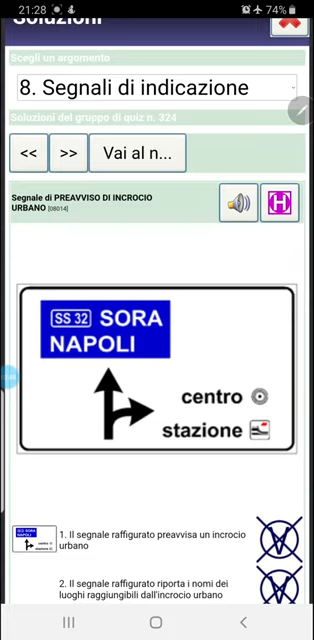 21:28
74%
Soluzioni
Scegli un argomento
8. Segnali di indicazione
Soluzioni del gruppo di quiz n. 324
<<
>>
Vai al n...
Segnale di PREAVVISO DI INCROCIO
URBANO [08014]
H
SS 32 SORA
NAPOLI
centro
stazione
1. Il segnale raffigurato preavvisa un incrocio
urbano
V
2. Il segnale raffigurato riporta i nomi dei
luoghi raggiungibili dall'incrocio urbano
V